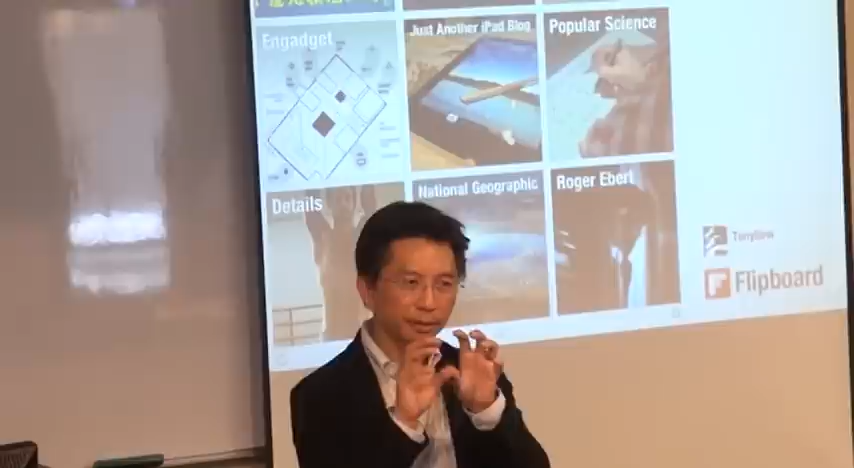 Engadget
Just Another iPad Blog
Popular Science
Details
National Geographic
Roger Ebert
Flipboard